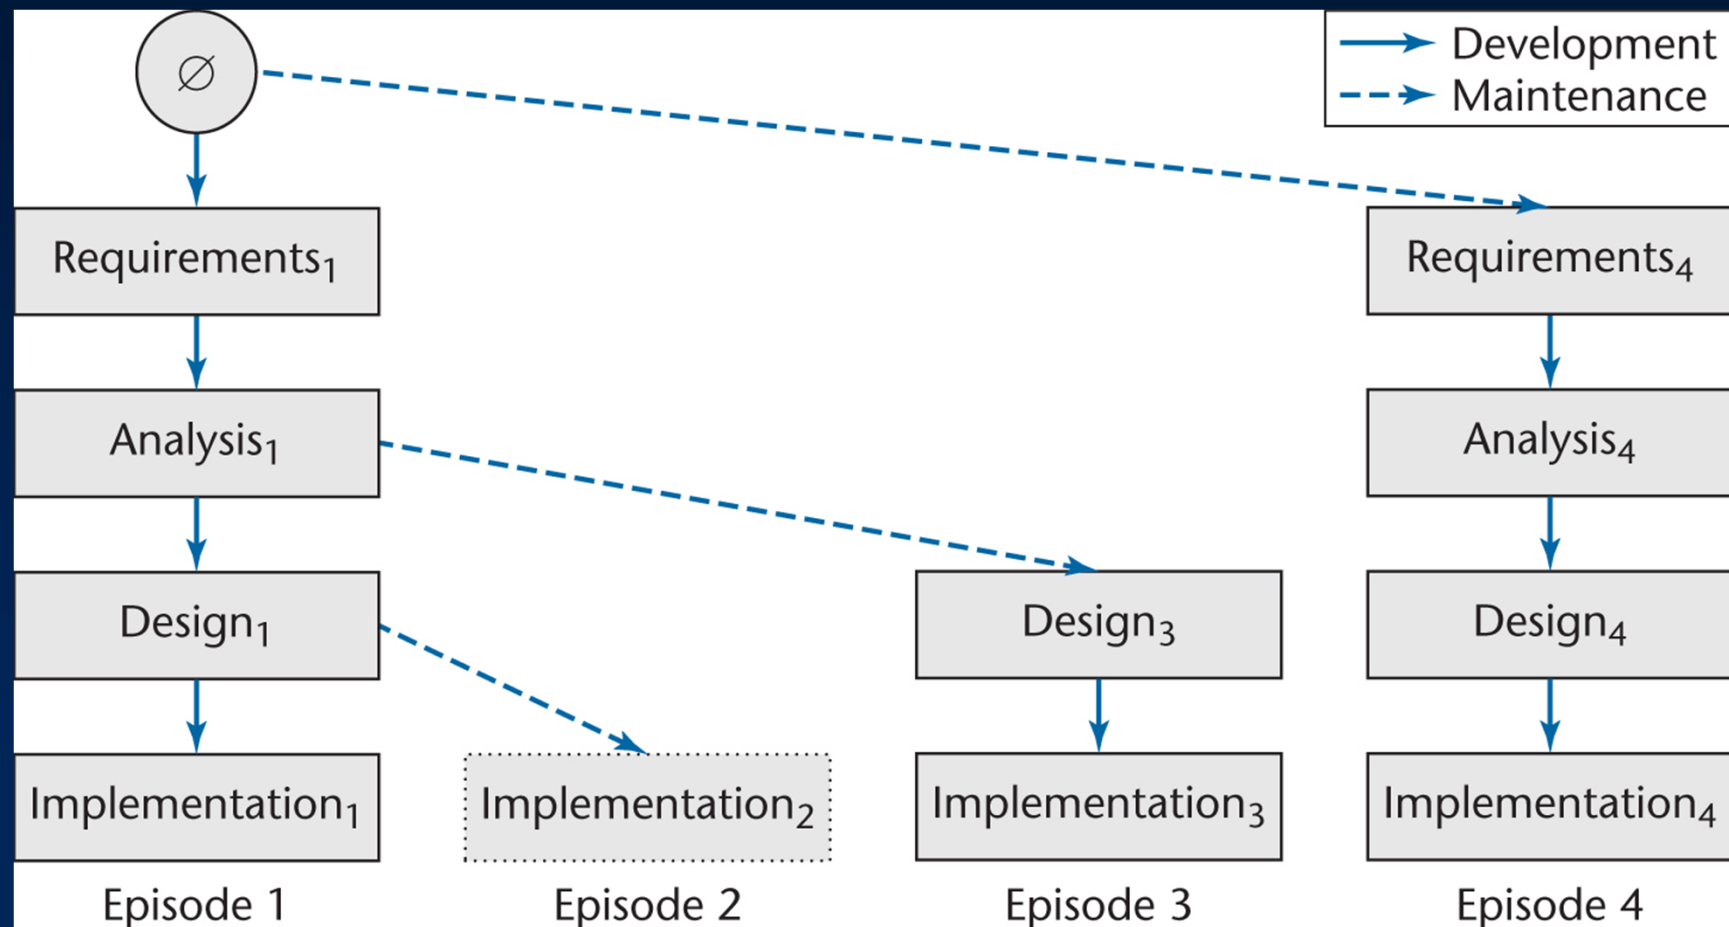 ∅
Development
Maintenance
Requirements₁
Requirements₄
Analysis₁
Analysis₄
Design₁
Design₃
Design₄
Implementation₁
Implementation₂
Implementation₃
Implementation₄
Episode 1
Episode 2
Episode 3
Episode 4